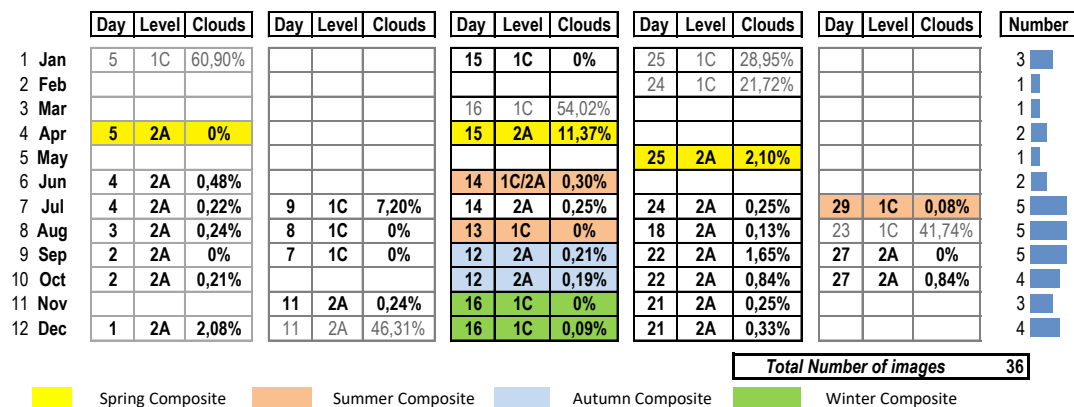 Day Level Clouds Day Level Clouds Day Level Clouds Day Level Clouds Day Level Clouds Number
1 Jan 5 1C 60,90% 15 1C 0% 25 1C 28,95% 3
2 Feb 24 1C 21,72% 1
3 Mar 16 1C 54,02% 1
4 Apr 5 2A 0% 15 2A 11,37% 2
5 May 25 2A 2,10% 1
6 Jun 4 2A 0,48% 14 1C/2A 0,30% 2
7 Jul 4 2A 0,22% 9 1C 7,20% 14 2A 0,25% 24 2A 0,25% 29 1C 0,08% 5
8 Aug 3 2A 0,24% 8 1C 0% 13 1C 0% 18 2A 0,13% 23 1C 41,74% 5
9 Sep 2 2A 0% 7 1C 0% 12 2A 0,21% 22 2A 1,65% 27 2A 0% 5
10 Oct 2 2A 0,21% 12 2A 0,19% 22 2A 0,84% 27 2A 0,84% 4
11 Nov 11 2A 0,24% 16 1C 0% 21 2A 0,25% 3
12 Dec 1 2A 2,08% 11 2A 46,31% 16 1C 0,09% 21 2A 0,33% 4
Total Number of images 36
Spring Composite Summer Composite Autumn Composite Winter Composite